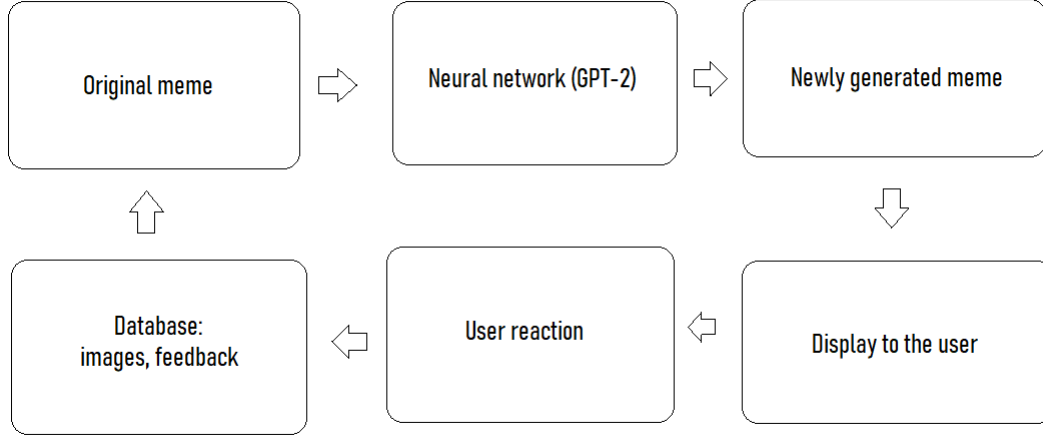 Original meme
Neural network (GPT-2)
Newly generated meme
Database:
images, feedback
User reaction
Display to the user